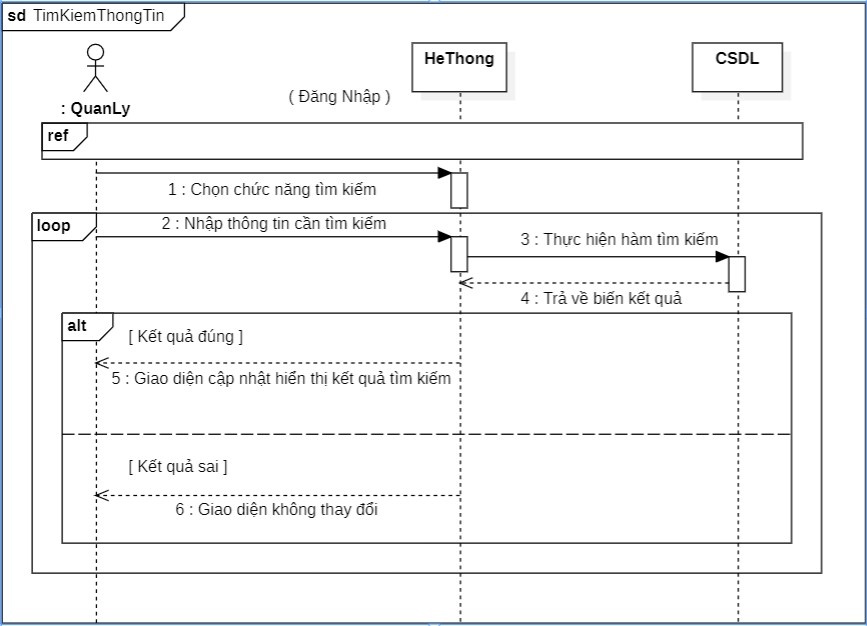 sd TimKiemThongTin
HeThong
CSDL
( Đăng Nhập )
: QuanLy
ref
1 : Chọn chức năng tìm kiếm
loop
2 : Nhập thông tin cần tìm kiếm
3 : Thực hiện hàm tìm kiếm
4 : Trả về biến kết quả
alt
[ Kết quả đúng ]
5 : Giao diện cập nhật hiển thị kết quả tìm kiếm
[ Kết quả sai ]
6 : Giao diện không thay đổi